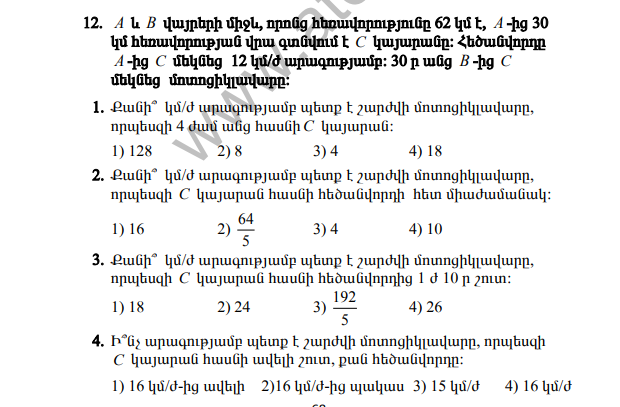 12. A և B վայրերի միջև, որոնց հեռավորությունը 62 կմ է, A-ից 30
կմ հեռավորության վրա գտնվում է C կայարանը: Հեծանվորդը
A-ից C մեկնեց 12 կմ/ժ արագությամբ: 30 ր անց B-ից C
մեկնեց մոտոցիկլավարը:
1. Քանի՞ կմ/ժ արագությամբ պետք է շարժվի մոտոցիկլավարը,
որպեսզի 4 ժամ անց հասնի C կայարան:
1) 128 2) 8 3) 4 4) 18
2. Քանի՞ կմ/ժ արագությամբ պետք է շարժվի մոտոցիկլավարը,
որպեսզի C կայարան հասնի հեծանվորդի հետ միաժամանակ:
1) 16 2) 64/5 3) 4 4) 10
3. Քանի՞ կմ/ժ արագությամբ պետք է շարժվի մոտոցիկլավարը,
որպեսզի C կայարան հասնի հեծանվորդից 1 ժ 10 ր շուտ:
1) 18 2) 24 3) 192/5 4) 26
4. Ի՞նչ արագությամբ պետք է շարժվի մոտոցիկլավարը, որպեսզի
C կայարան հասնի ավելի շուտ, քան հեծանվորդը:
1) 16 կմ/ժ-ից ավելի 2)16 կմ/ժ-ից պակաս 3) 15 կմ/ժ 4) 16 կմ/ժ